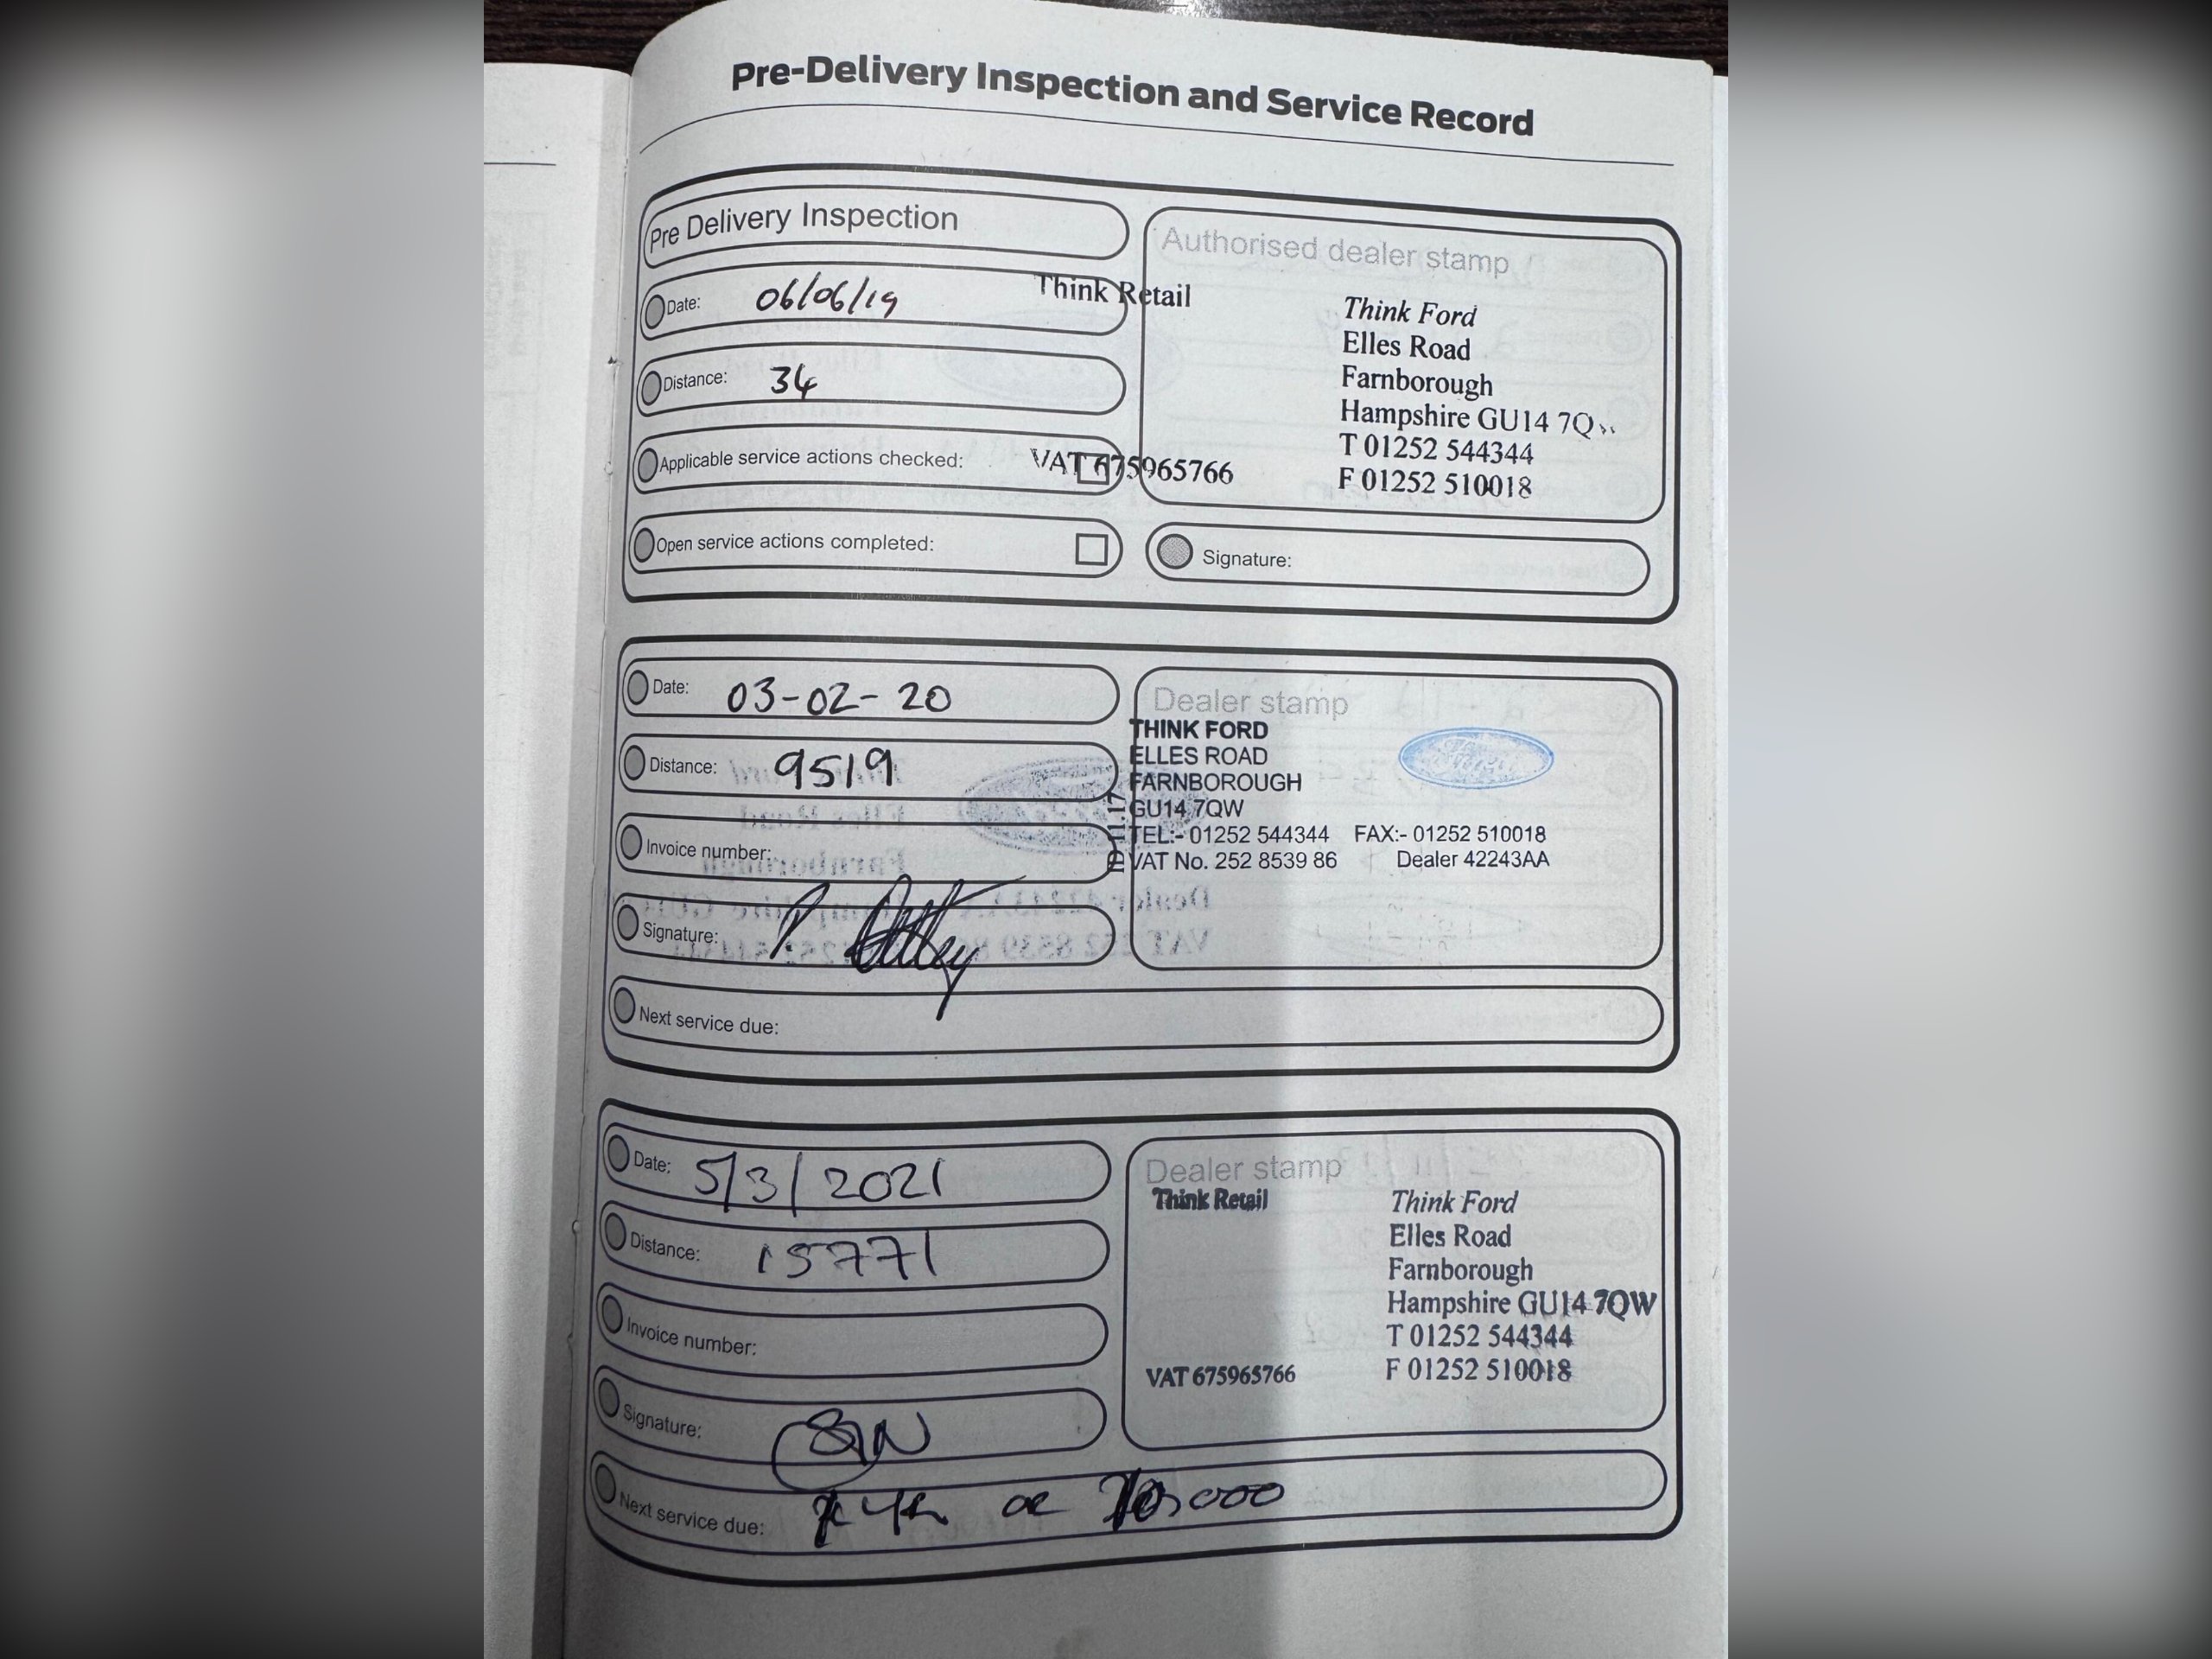 Pre-Delivery Inspection and Service Record
Pre Delivery Inspection
Date: 06/06/19
Distance: 34
Applicable service actions checked:
Open service actions completed:
Authorised dealer stamp
Think Retail
Think Ford
Elles Road
Farnborough
Hampshire GU14
T 01252 544344
F 01252 510018
VAT 675965766
Signature:
Date: 03-02-20
Distance: 9519
Invoice number:
Signature:
Next service due:
Dealer stamp
THINK FORD
ELLES ROAD
FARNBOROUGH
GU14 7QW
TEL:- 01252 544344 FAX:- 01252 510018
VAT No. 252 8539 86 Dealer 42243AA
Date: 5/3/2021
Distance: 15771
Invoice number:
Signature:
Next service due: or
Dealer stamp
Think Retail
Think Ford
Elles Road
Farnborough
Hampshire GU14 7QW
T 01252 544344
F 01252 510018
VAT 675965766